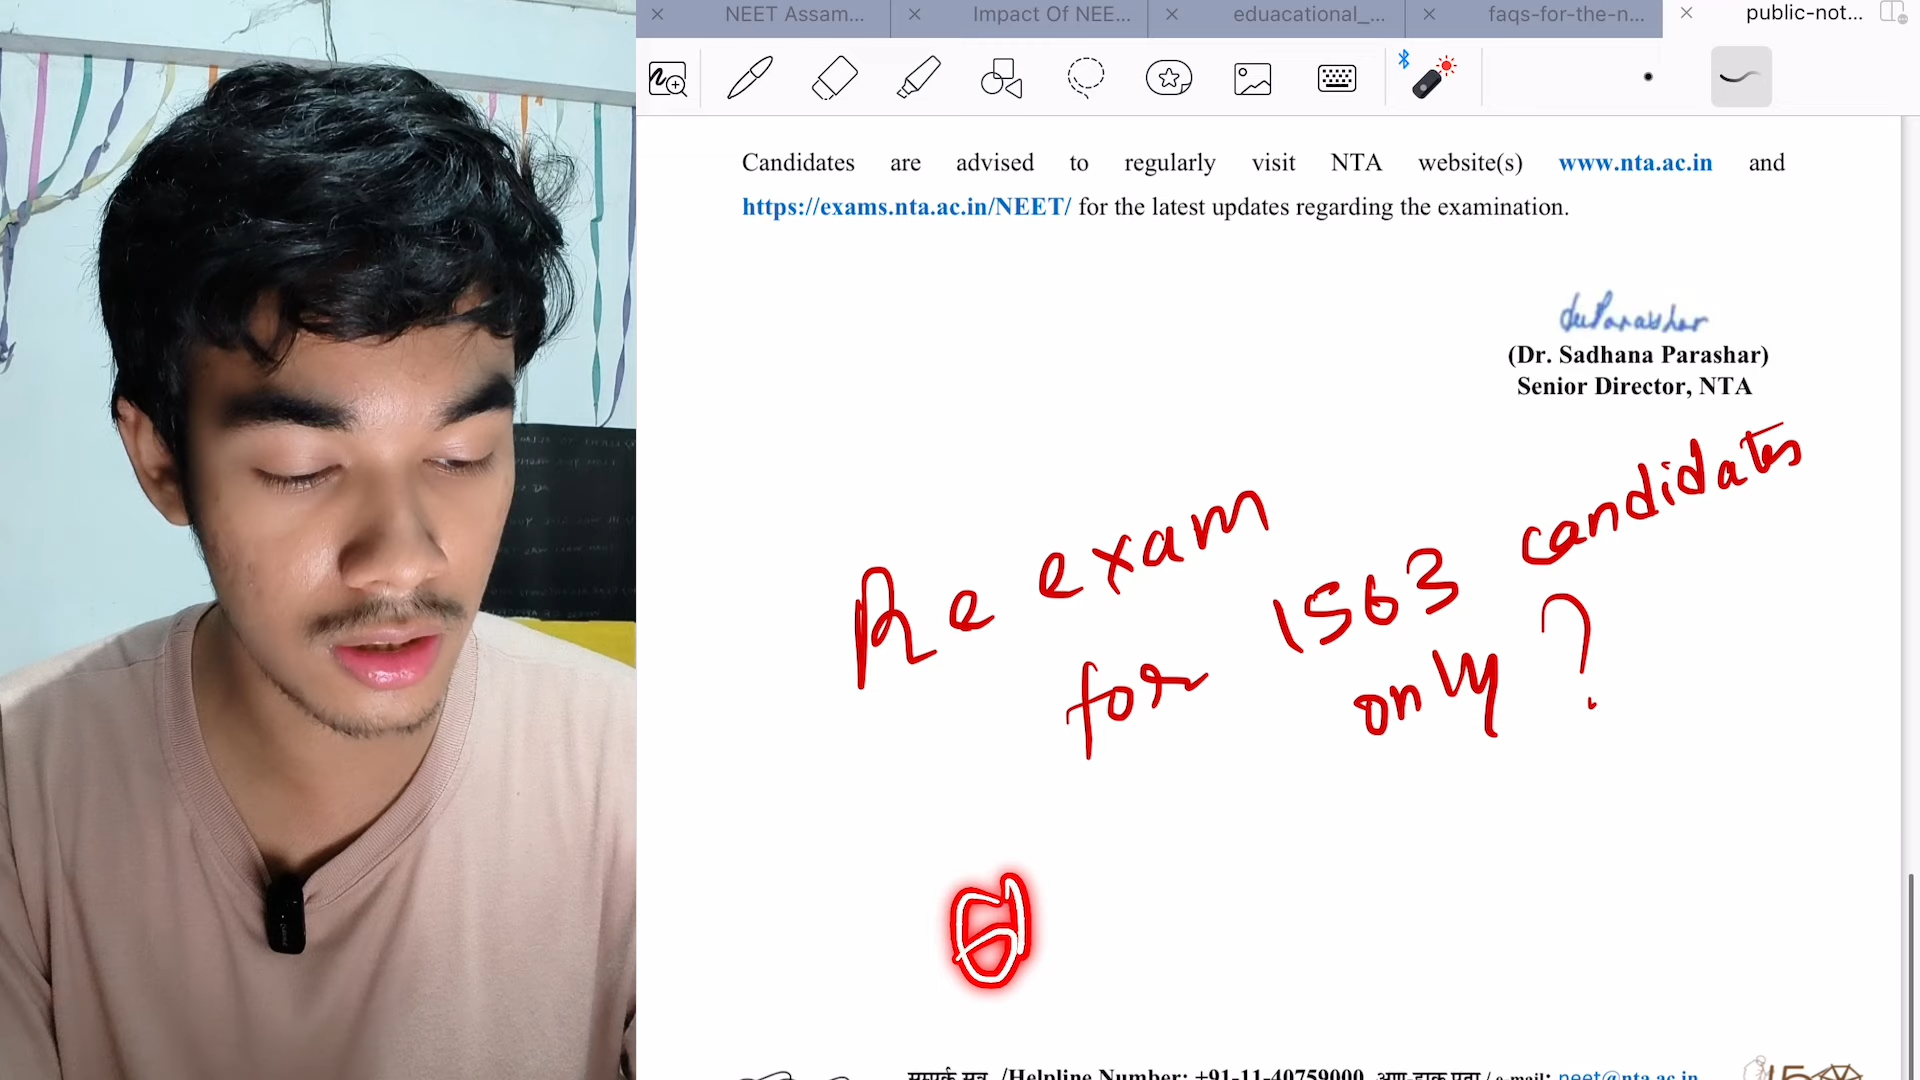 NEET Assam...
Impact Of NEE...
eduacational_...
faqs-for-the-n...
public-not...
Candidates are advised to regularly visit NTA website(s) www.nta.ac.in and
https://exams.nta.ac.in/NEET/ for the latest updates regarding the examination.
(Dr. Sadhana Parashar)
Senior Director, NTA
Re exam
for 1563 candidates
only ?
/Helpline Number: +91-11-40759000, / e-mail: neet@nta.ac.in